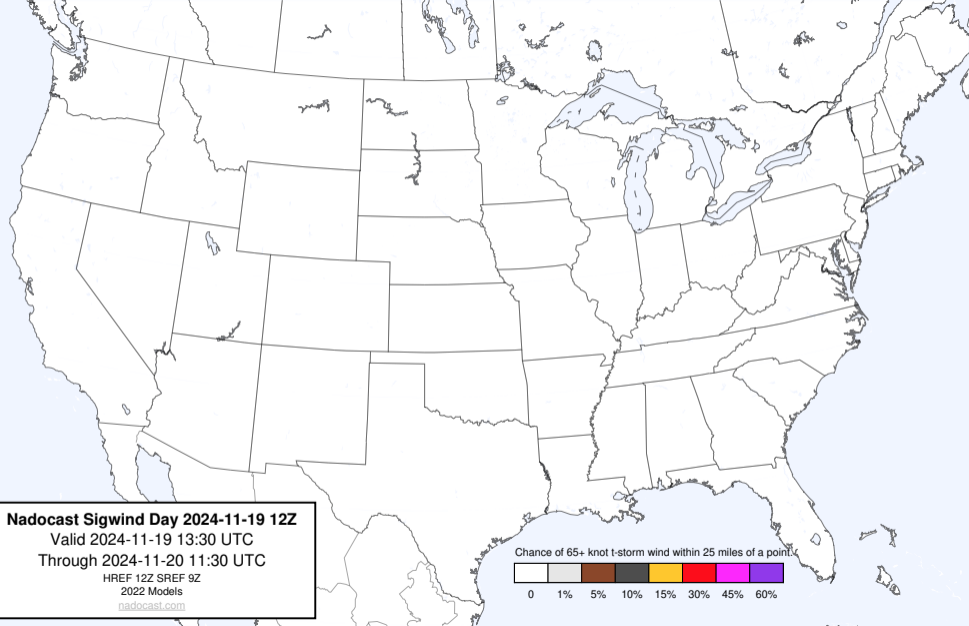 Nadocast Sigwind Day 2024-11-19 12Z
Valid 2024-11-19 13:30 UTC
Through 2024-11-20 11:30 UTC
HREF 12Z SREF 9Z
2022 Models
nadocast.com
Chance of 65+ knot t-storm wind within 25 miles of a point.
0 1% 5% 10% 15% 30% 45% 60%